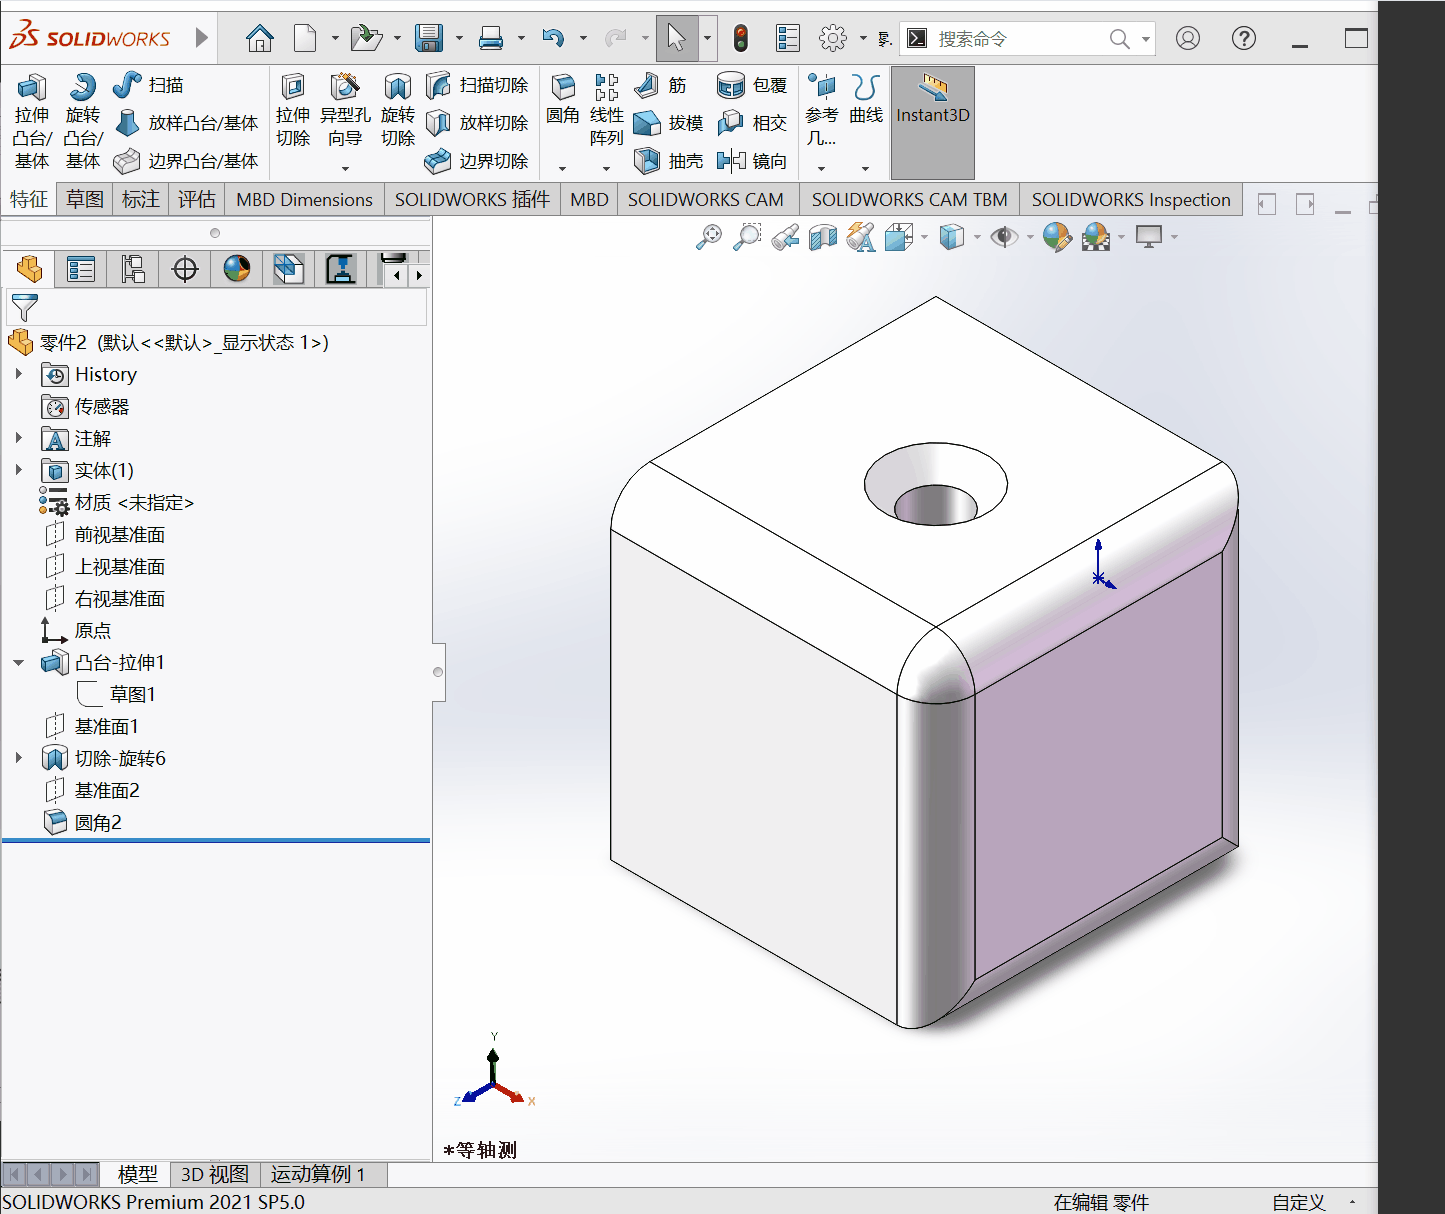 SOLIDWORKS
零.
搜索命令
拉伸凸台/基体
旋转凸台/基体
扫描
放样凸台/基体
边界凸台/基体
拉伸切除
异型孔向导
旋转切除
扫描切除
放样切除
边界切除
圆角
线性阵列
筋
拔模
抽壳
包覆
相交
镜向
参考几...
曲线
Instant3D
特征 草图 标注 评估 MBD Dimensions SOLIDWORKS 插件 MBD SOLIDWORKS CAM SOLIDWORKS CAM TBM SOLIDWORKS Inspection
零件2 (默认<<默认>_显示状态 1>)
History
传感器
注解
实体(1)
材质 <未指定>
前视基准面
上视基准面
右视基准面
原点
凸台-拉伸1
草图1
基准面1
切除-旋转6
基准面2
圆角2
Y
Z
X
*等轴测
模型 3D 视图 运动算例 1
SOLIDWORKS Premium 2021 SP5.0
在编辑 零件
自定义